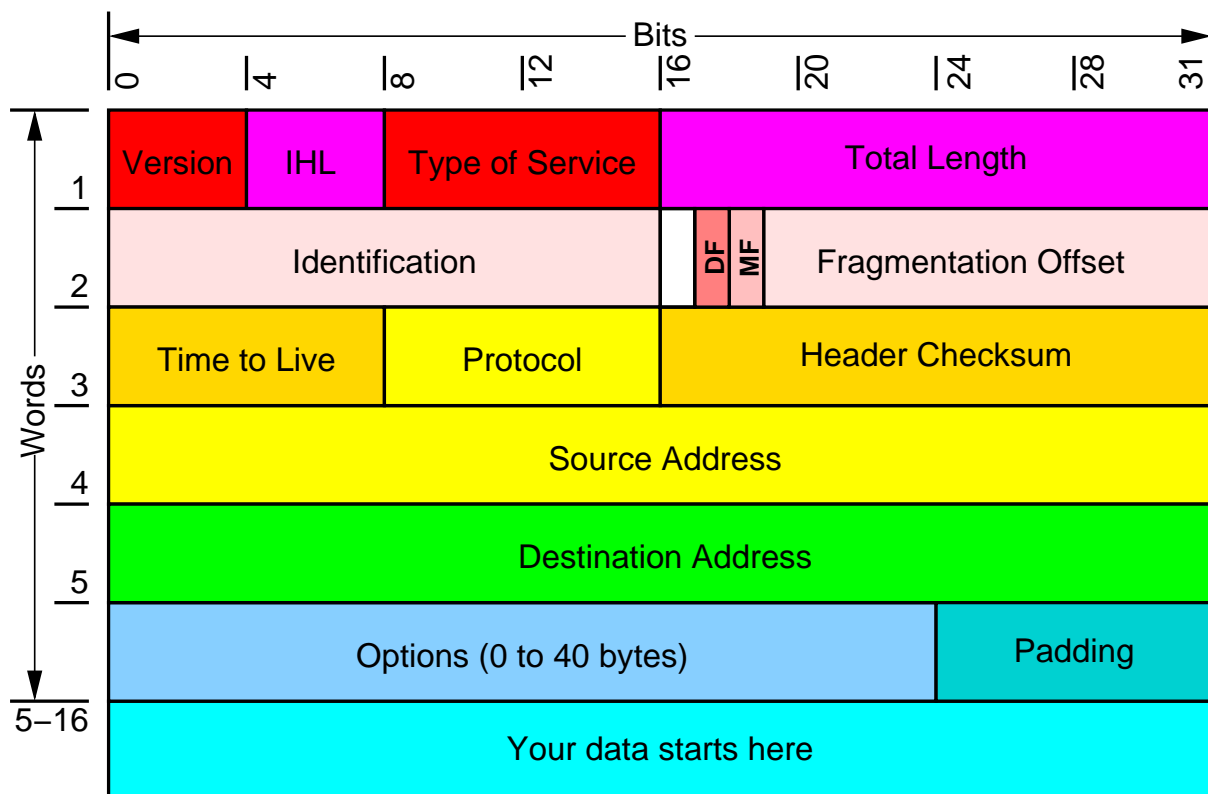 Bits
0 4 8 12 16 20 24 28 31
Version IHL Type of Service Total Length
1
Identification DF MF Fragmentation Offset
2
Time to Live Protocol Header Checksum
3
Words
Source Address
4
Destination Address
5
Options (0 to 40 bytes) Padding
5–16
Your data starts here